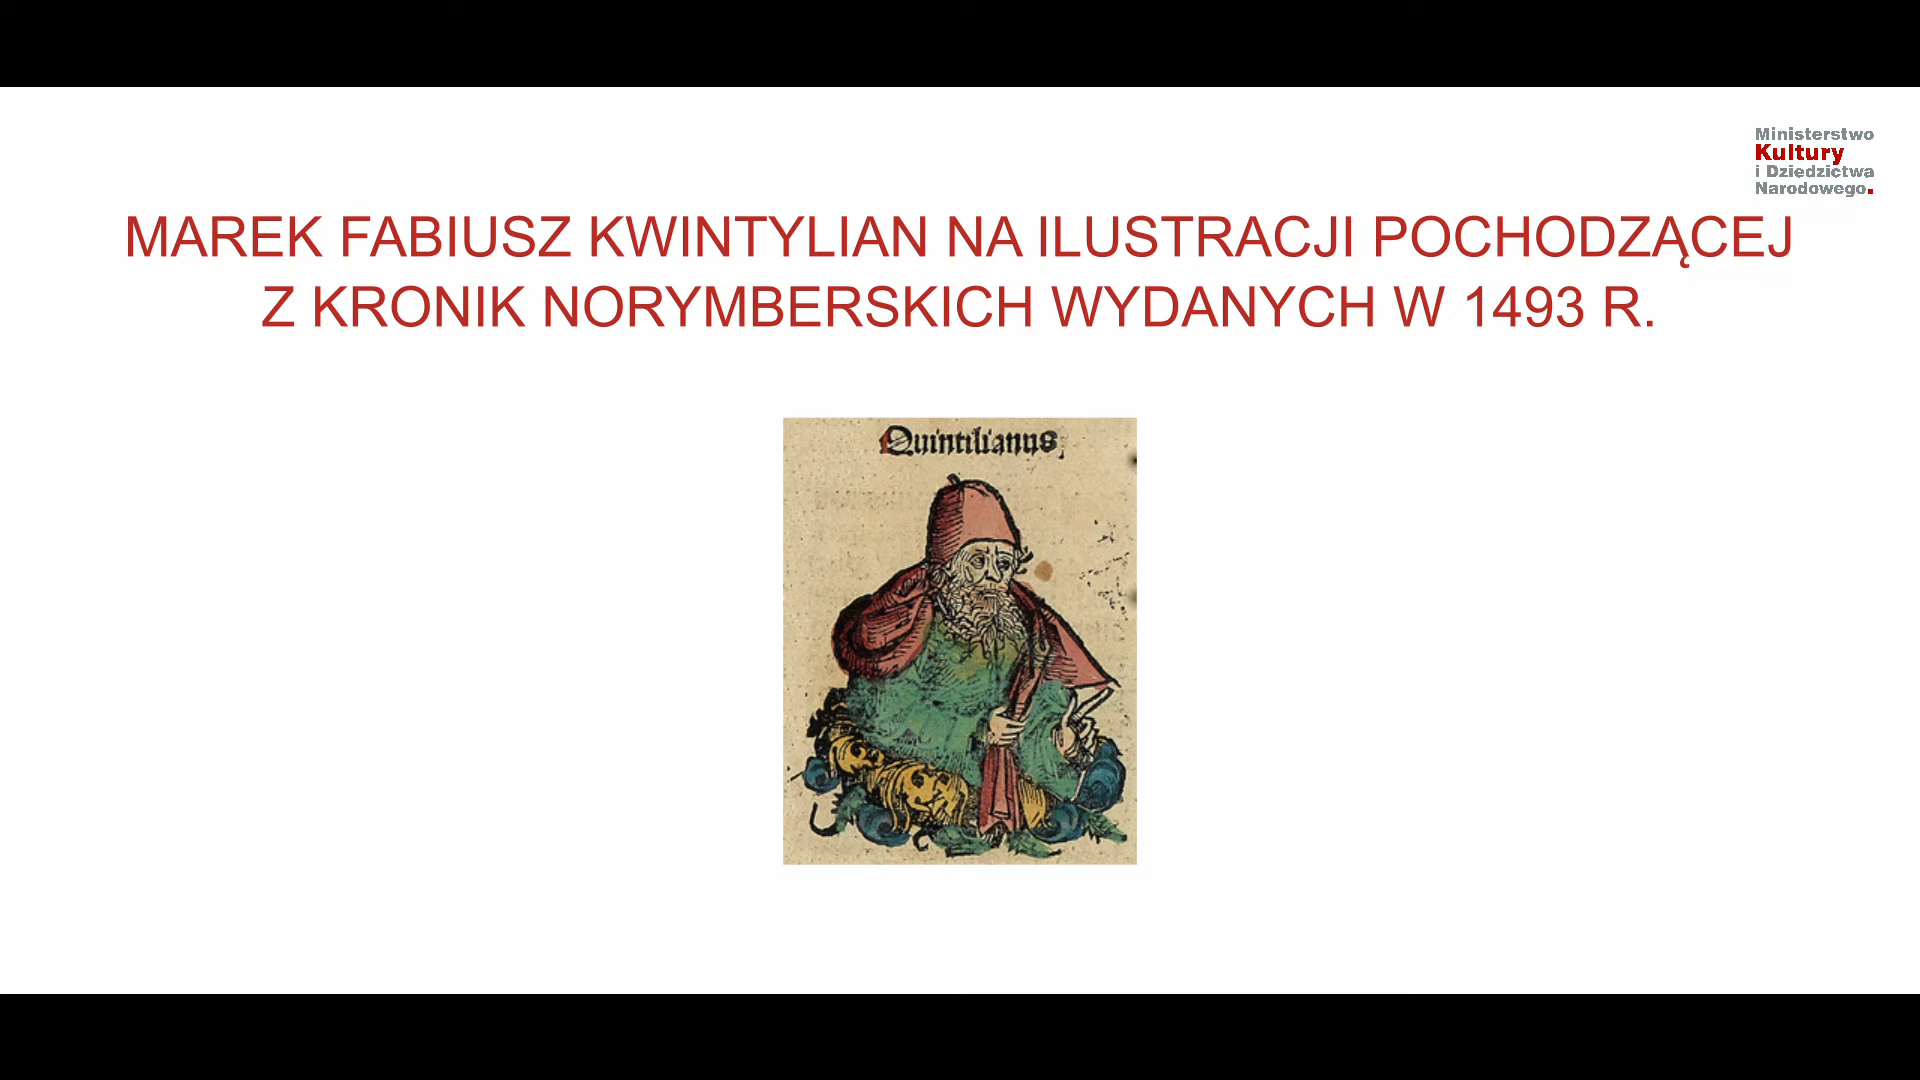 Ministerstwo
Kultury
i Dziedzictwa
Narodowego.
MAREK FABIUSZ KWINTYLIAN NA ILUSTRACJI POCHODZĄCEJ
Z KRONIK NORYMBERSKICH WYDANYCH W 1493 R.
Quintilianus